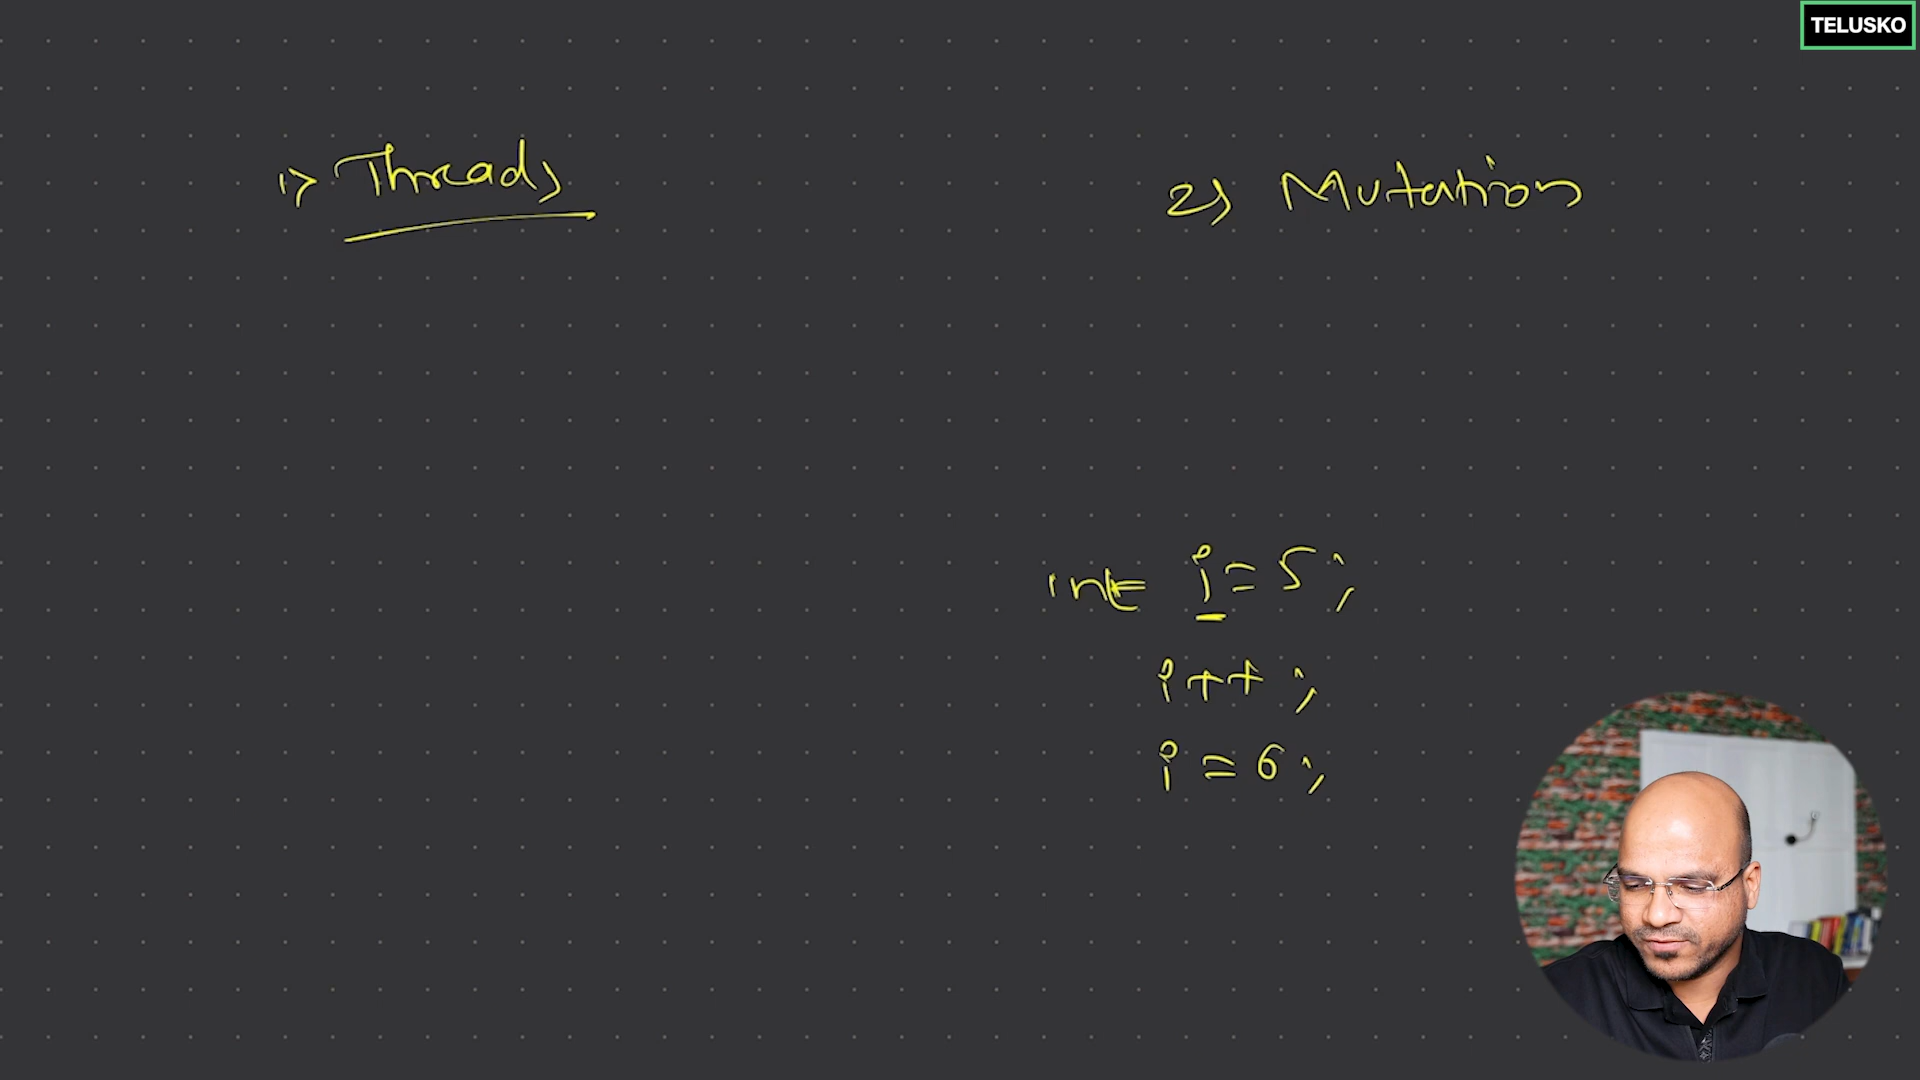 TELUSKO
1> Threads
2) Mutation
int i = 5;
i++ ;
i = 6;